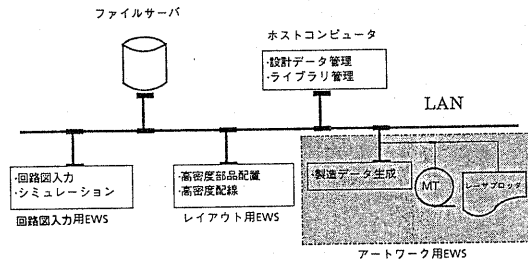 ファイルサーバ
ホストコンピュータ
・設計データ管理
・ライブラリ管理
LAN
・回路図入力
・シミュレーション
回路図入力用EWS
・高密度部品配置
・高密度配線
レイアウト用EWS
・製造データ生成
MT
レーザプロッタ
アートワーク用EWS